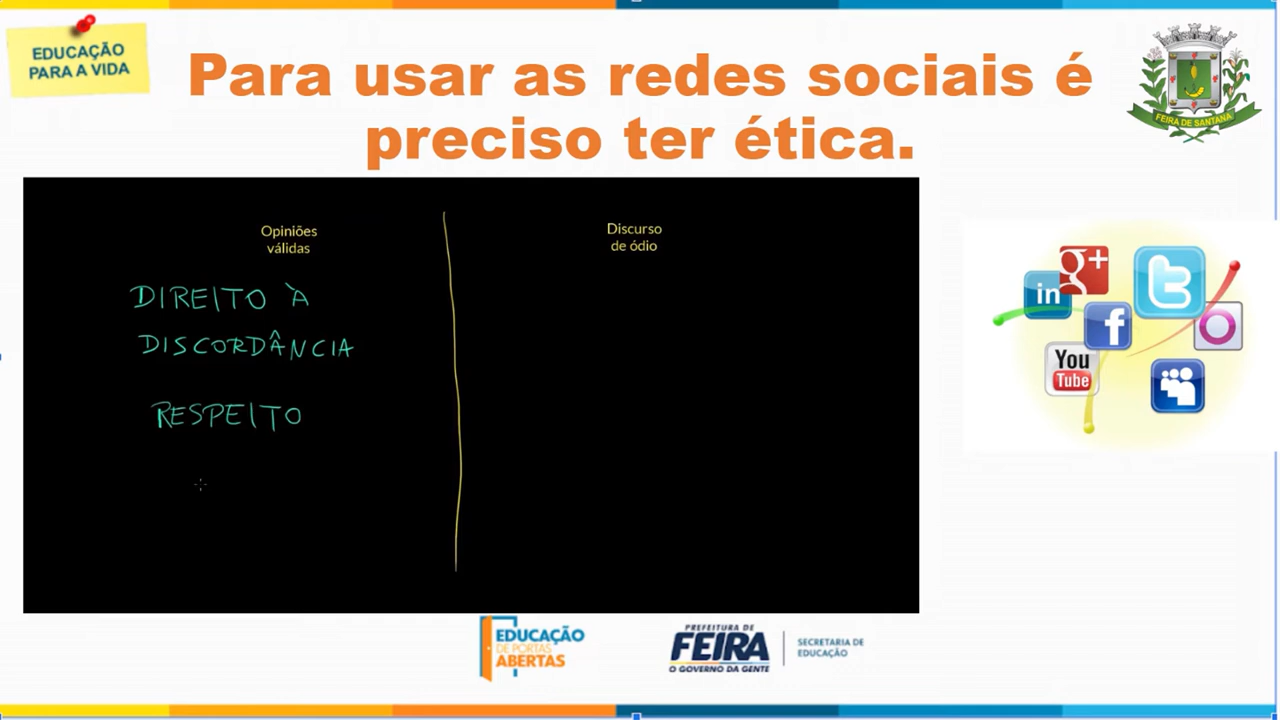 EDUCAÇÃO
PARA A VIDA
Para usar as redes sociais é
preciso ter ética.
FEIRA DE SANTANA
Opiniões
válidas
Discurso
de ódio
DIREITO À
DISCORDÂNCIA
RESPEITO
g+
in
f
You
Tube
EDUCAÇÃO
DE PORTAS
ABERTAS
PREFEITURA DE
FEIRA
O GOVERNO DA GENTE
SECRETARIA DE
EDUCAÇÃO